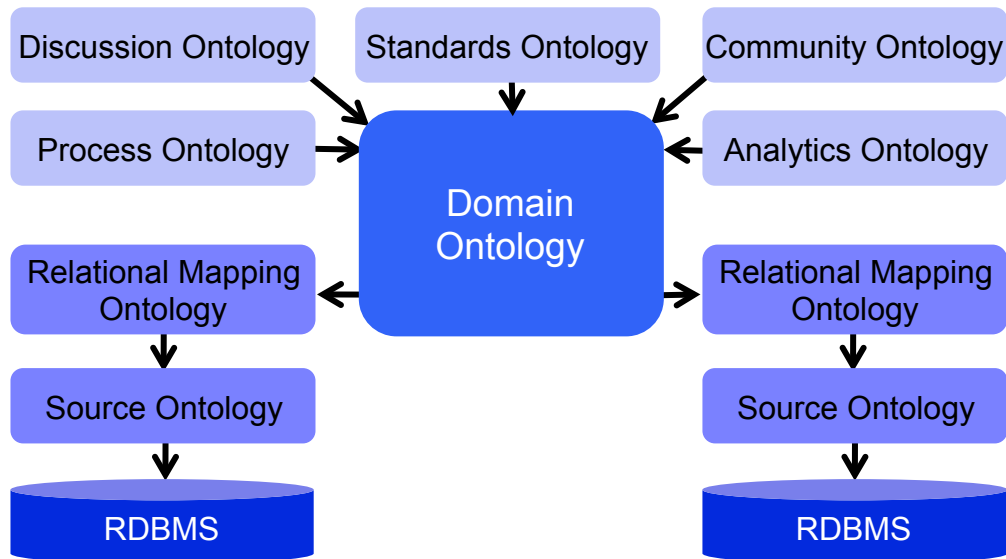 Discussion Ontology
Standards Ontology
Community Ontology
Process Ontology
Analytics Ontology
Domain
Ontology
Relational Mapping
Ontology
Relational Mapping
Ontology
Source Ontology
Source Ontology
RDBMS
RDBMS